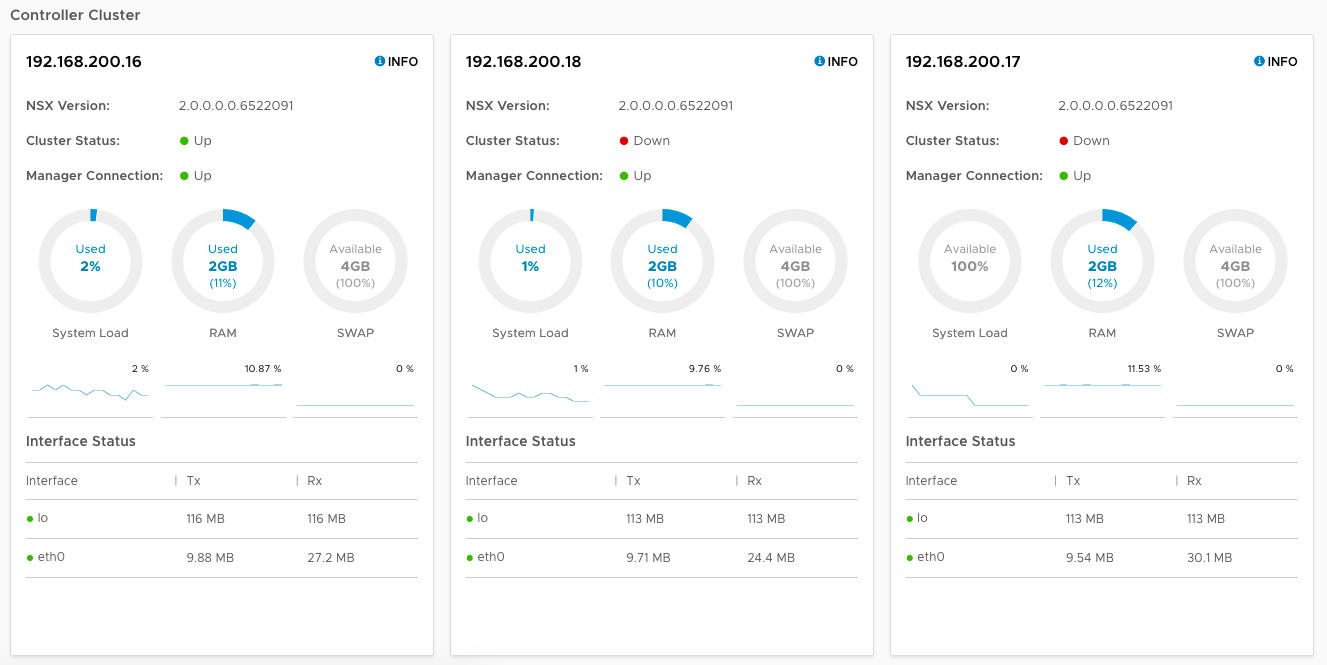 Controller Cluster
192.168.200.16
INFO
NSX Version: 2.0.0.0.0.6522091
Cluster Status: Up
Manager Connection: Up
Used
2%
System Load
Used
2GB
(11%)
RAM
Available
4GB
(100%)
SWAP
2 %
10.87 %
0 %
Interface Status
Interface | Tx | Rx
lo 116 MB 116 MB
eth0 9.88 MB 27.2 MB
192.168.200.18
INFO
NSX Version: 2.0.0.0.0.6522091
Cluster Status: Down
Manager Connection: Up
Used
1%
System Load
Used
2GB
(10%)
RAM
Available
4GB
(100%)
SWAP
1 %
9.76 %
0 %
Interface Status
Interface | Tx | Rx
lo 113 MB 113 MB
eth0 9.71 MB 24.4 MB
192.168.200.17
INFO
NSX Version: 2.0.0.0.0.6522091
Cluster Status: Down
Manager Connection: Up
Available
100%
System Load
Used
2GB
(12%)
RAM
Available
4GB
(100%)
SWAP
0 %
11.53 %
0 %
Interface Status
Interface | Tx | Rx
lo 113 MB 113 MB
eth0 9.54 MB 30.1 MB